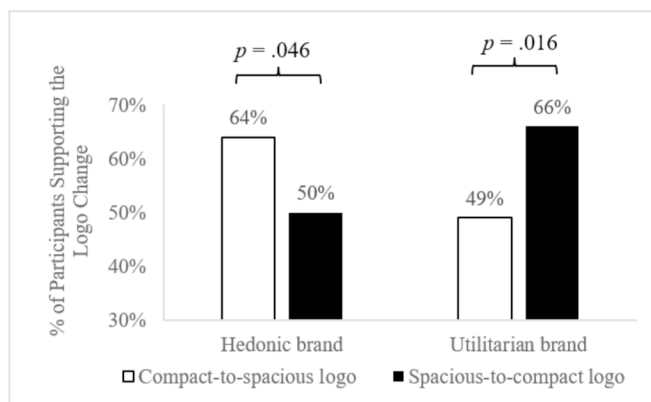 p = .046
p = .016
% of Participants Supporting the
Logo Change
70%
60%
50%
40%
30%
64%
50%
49%
66%
Hedonic brand
Utilitarian brand
Compact-to-spacious logo
Spacious-to-compact logo